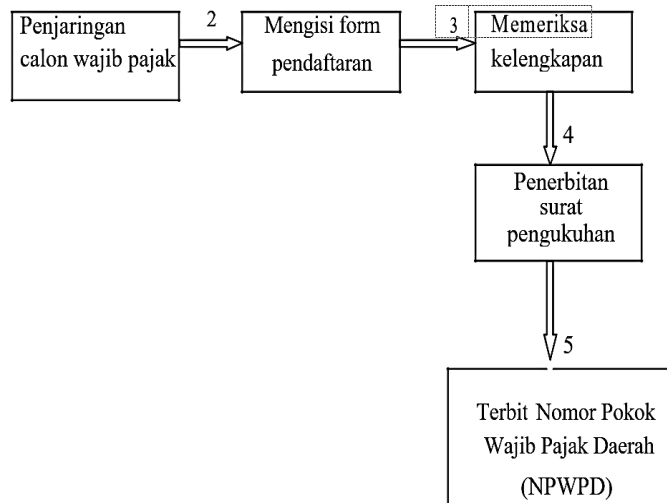 Penjaringan
calon wajib pajak
2
Mengisi form
pendaftaran
3
Memeriksa
kelengkapan
4
Penerbitan
surat
pengukuhan
5
Terbit Nomor Pokok
Wajib Pajak Daerah
(NPWPD)